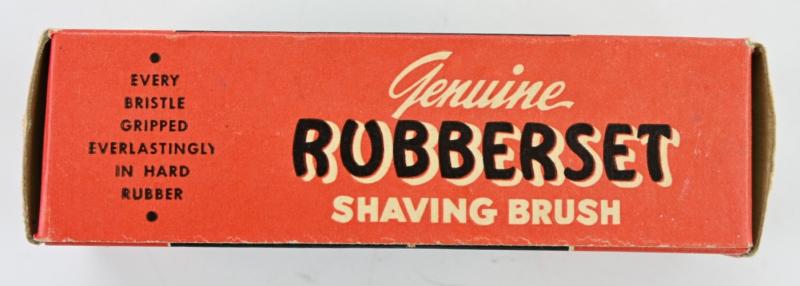 EVERY
BRISTLE
GRIPPED
EVERLASTINGLY
IN HARD
RUBBER
Genuine
RUBBERSET
SHAVING BRUSH